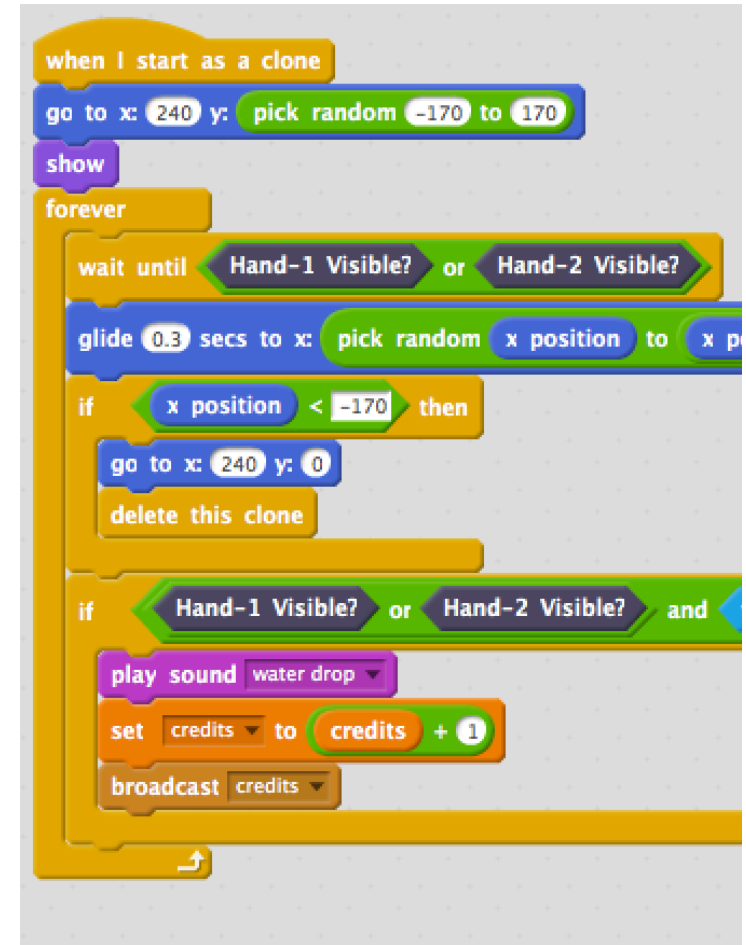 when I start as a clone
go to x: 240 y: pick random -170 to 170
show
forever
wait until Hand-1 Visible? or Hand-2 Visible?
glide 0.3 secs to x: pick random x position to x
if x position < -170 then
go to x: 240 y: 0
delete this clone
if Hand-1 Visible? or Hand-2 Visible? and
play sound water drop
set credits to credits + 1
broadcast credits